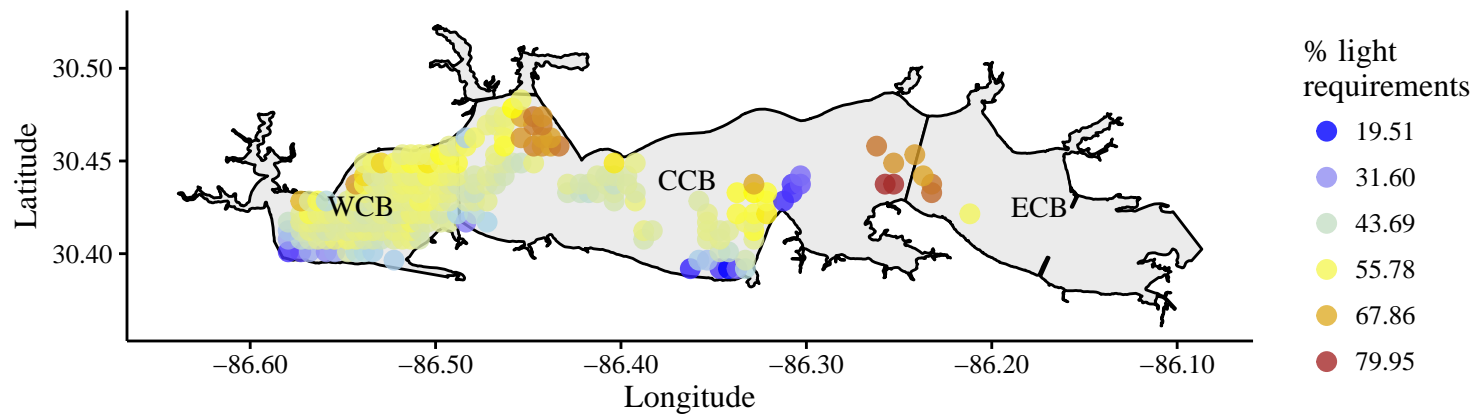 Latitude
30.50
30.45
30.40
WCB
CCB
ECB
−86.60
−86.50
−86.40
−86.30
−86.20
−86.10
Longitude
% light
requirements
19.51
31.60
43.69
55.78
67.86
79.95